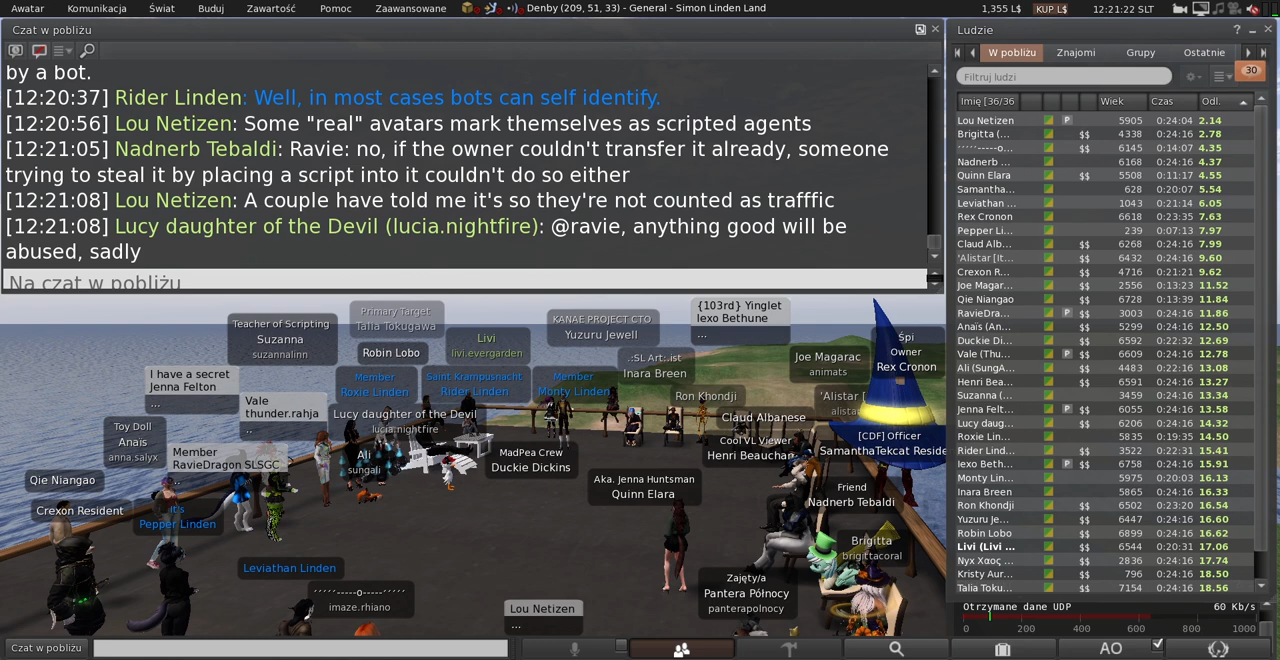 Awatar Komunikacja Świat Buduj Zawartość Pomoc Zaawansowane Denby (209, 51, 33) - General - Simon Linden Land 1,355 L$ KUP L$ 12:21:22 SLT
Czat w pobliżu
by a bot.
[12:20:37] Rider Linden: Well, in most cases bots can self identify.
[12:20:56] Lou Netizen: Some "real" avatars mark themselves as scripted agents
[12:21:05] Nadnerb Tebaldi: Ravie: no, if the owner couldn't transfer it already, someone
trying to steal it by placing a script into it couldn't do so either
[12:21:08] Lou Netizen: A couple have told me it's so they're not counted as trafffic
[12:21:08] Lucy daughter of the Devil (lucia.nightfire): @ravie, anything good will be
abused, sadly
Na czat w pobliżu
Teacher of Scripting
Suzanna
suzannalinn
Primary Target
Talia Tokugawa
Robin Lobo
Livi
livi.evergarden
KANAE PROJECT CTO
Yuzuru Jewell
{103rd} Yinglet
Iexo Bethune
...
.:SL Art:.ist
Inara Breen
Joe Magarac
animats
Śpi
Owner
Rex Cronon
I have a secret
Jenna Felton
...
Member
Roxie Linden
Saint Krampusnacht
Rider Linden
Member
Monty Linden
Ron Khondji
'Alistar [
alista
Vale
thunder.rahja
..
Lucy daughter of the Devil
lucia.nightfire
Claud Albanese
Toy Doll
Anaïs
anna.salyx
Member
RavieDragon SLSGC
..
Ali
sungali
MadPea Crew
Duckie Dickins
Cool VL Viewer
Henri Beauchan
[CDF] Officer
SamanthaTekcat Reside
Qie Niangao
Crexon Resident
It's
Pepper Linden
Aka. Jenna Huntsman
Quinn Elara
Friend
Nadnerb Tebaldi
Brigitta
brigittacoral
Leviathan Linden
′′′′′-----o-----′′′′′
imaze.rhiano
Lou Netizen
...
Zajęty/a
Pantera Północy
panterapolnocy
Czat w pobliżu
AO
Ludzie
W pobliżu Znajomi Grupy Ostatnie
Filtruj ludzi
30
Imię [36/36 Wiek Czas Odl.
Lou Netizen P 5905 0:24:04 2.14
Brigitta (... $$ 4338 0:24:16 2.78
′′′′′-----o... $$ 6145 0:14:07 4.35
Nadnerb ... 6168 0:24:16 4.37
Quinn Elara $$ 5508 0:11:17 4.55
Samantha... 628 0:20:07 5.54
Leviathan ... 1043 0:21:14 6.05
Rex Cronon 6618 0:23:35 7.63
Pepper Li... 239 0:07:13 7.97
Claud Alb... $$ 6268 0:24:16 7.99
'Alistar [It... $$ 6432 0:24:16 9.60
Crexon R... $$ 4716 0:21:21 9.62
Joe Magar... $$ 2556 0:13:23 11.52
Qie Niangao $$ 6728 0:13:39 11.84
RavieDra... P $$ 3003 0:24:16 11.86
Anaïs (An... $$ 5299 0:24:16 12.50
Duckie Di... $$ 6592 0:22:32 12.69
Vale (Thu... P $$ 6609 0:24:16 12.78
Ali (SungA... $$ 4483 0:22:16 13.08
Henri Bea... $$ 6591 0:24:16 13.27
Suzanna (... $$ 3459 0:24:16 13.34
Jenna Felt... P $$ 6055 0:24:16 13.58
Lucy daug... $$ 6206 0:24:16 14.32
Roxie Lin... 5835 0:19:35 14.50
Rider Lind... $$ 3522 0:22:31 15.41
Iexo Beth... P $$ 6758 0:24:16 15.91
Monty Lin... 5975 0:20:03 16.13
Inara Breen 5865 0:24:16 16.33
Ron Khondji $$ 6502 0:23:20 16.54
Yuzuru Je... $$ 6447 0:24:16 16.60
Robin Lobo $$ 6899 0:24:16 16.62
Livi (Livi ... $$ 6544 0:20:31 17.06
Nyx Χαος ... $$ 2836 0:24:16 17.74
Kristy Aur... $$ 796 0:24:16 18.50
Talia Toku... $$ 7154 0:24:16 18.56
Otrzymane dane UDP 60 Kb/s
0 200 400 600 800 1000